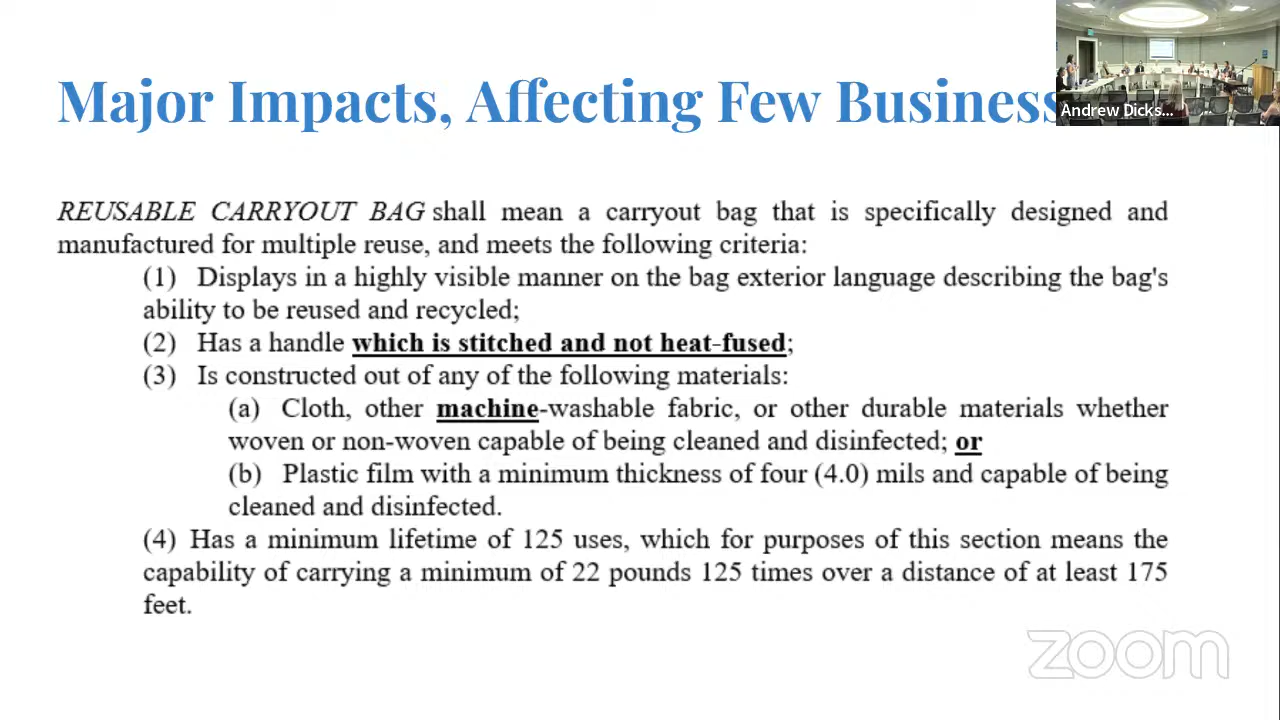 Major Impacts, Affecting Few Business
Andrew Dicks...
REUSABLE CARRYOUT BAG shall mean a carryout bag that is specifically designed and
manufactured for multiple reuse, and meets the following criteria:
(1) Displays in a highly visible manner on the bag exterior language describing the bag's
ability to be reused and recycled;
(2) Has a handle which is stitched and not heat-fused;
(3) Is constructed out of any of the following materials:
(a) Cloth, other machine-washable fabric, or other durable materials whether
woven or non-woven capable of being cleaned and disinfected; or
(b) Plastic film with a minimum thickness of four (4.0) mils and capable of being
cleaned and disinfected.
(4) Has a minimum lifetime of 125 uses, which for purposes of this section means the
capability of carrying a minimum of 22 pounds 125 times over a distance of at least 175
feet.
zoom